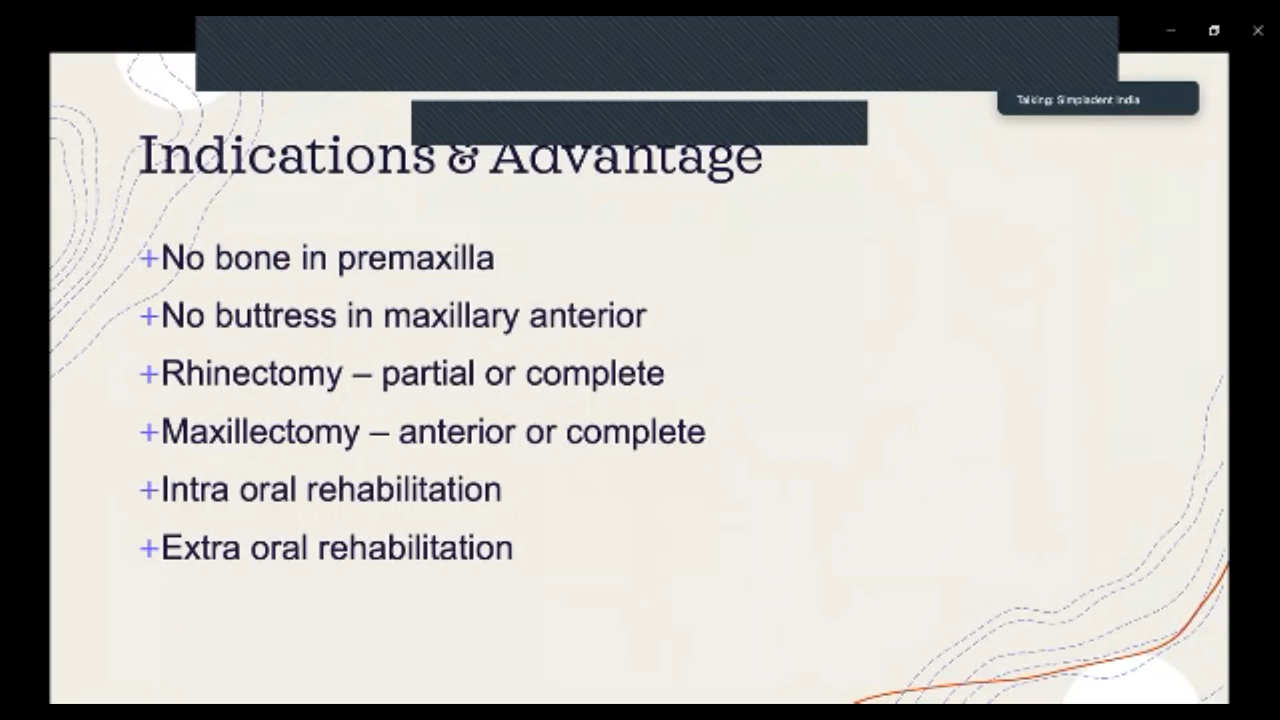 Talking: Simpladent India
Indications & Advantage
+No bone in premaxilla
+No buttress in maxillary anterior
+Rhinectomy – partial or complete
+Maxillectomy – anterior or complete
+Intra oral rehabilitation
+Extra oral rehabilitation